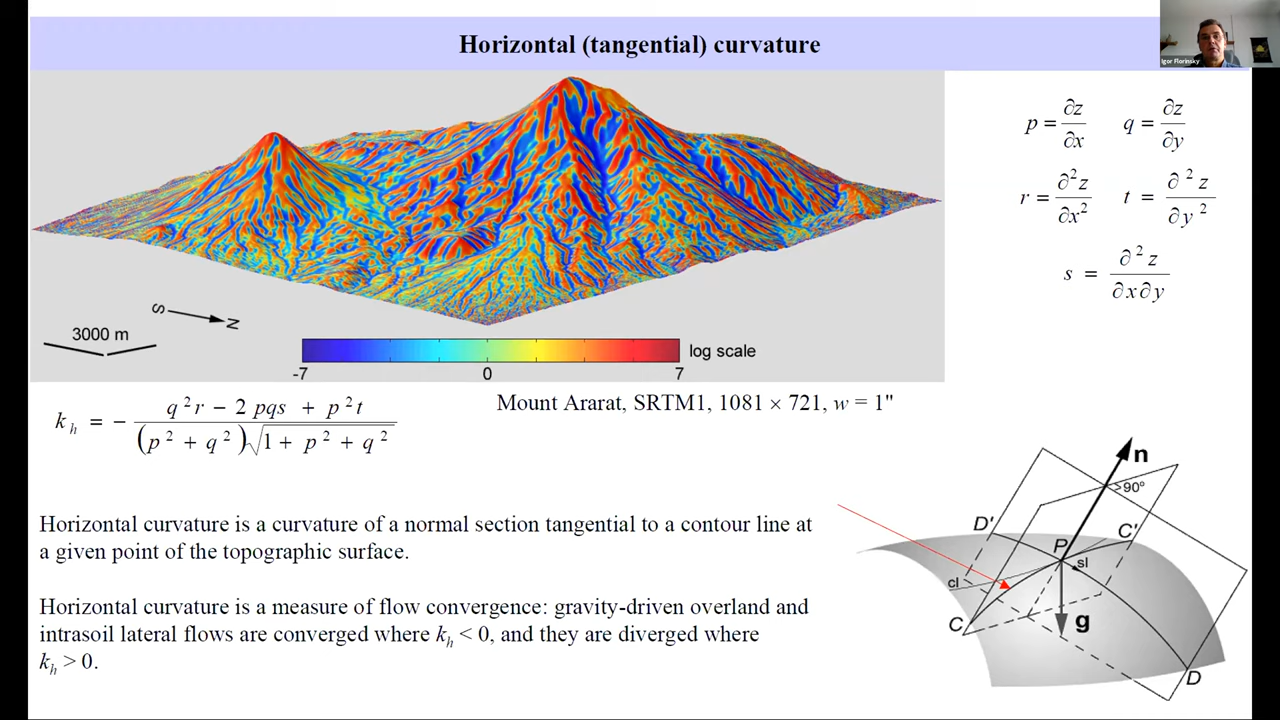 Horizontal (tangential) curvature
Igor Florinsky
p = ∂z/∂x q = ∂z/∂y
r = ∂²z/∂x² t = ∂²z/∂y²
s = ∂²z/∂x∂y
S N
3000 m
log scale
-7 0 7
k_h = − (q²r − 2pqs + p²t) / ((p² + q²)√(1 + p² + q²))
Mount Ararat, SRTM1, 1081 × 721, w = 1"
Horizontal curvature is a curvature of a normal section tangential to a contour line at
a given point of the topographic surface.
Horizontal curvature is a measure of flow convergence: gravity-driven overland and
intrasoil lateral flows are converged where k_h < 0, and they are diverged where
k_h > 0.
n
90°
D'
C'
P
sl
cl
C
g
D